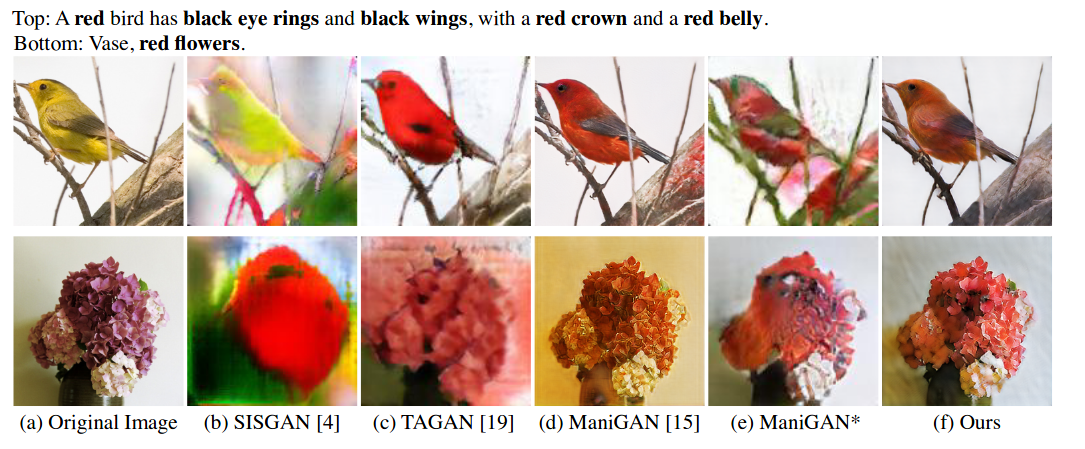 Top: A red bird has black eye rings and black wings, with a red crown and a red belly.
Bottom: Vase, red flowers.
(a) Original Image (b) SISGAN [4] (c) TAGAN [19] (d) ManiGAN [15] (e) ManiGAN* (f) Ours